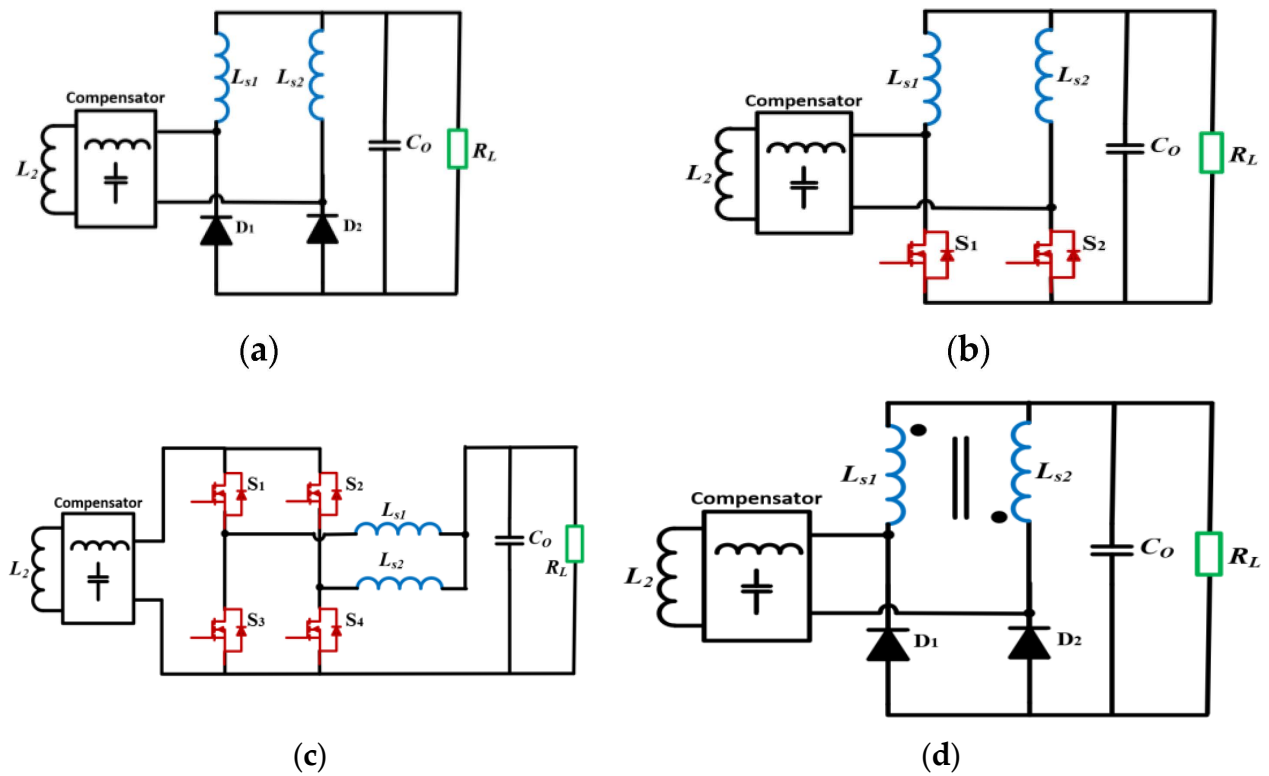 Compensator
L2
Ls1
Ls2
D1
D2
CO
RL
(a)
Compensator
L2
Ls1
Ls2
S1
S2
CO
RL
(b)
Compensator
L2
S1
S2
S3
S4
Ls1
Ls2
CO
RL
(c)
Compensator
L2
Ls1
Ls2
D1
D2
CO
RL
(d)